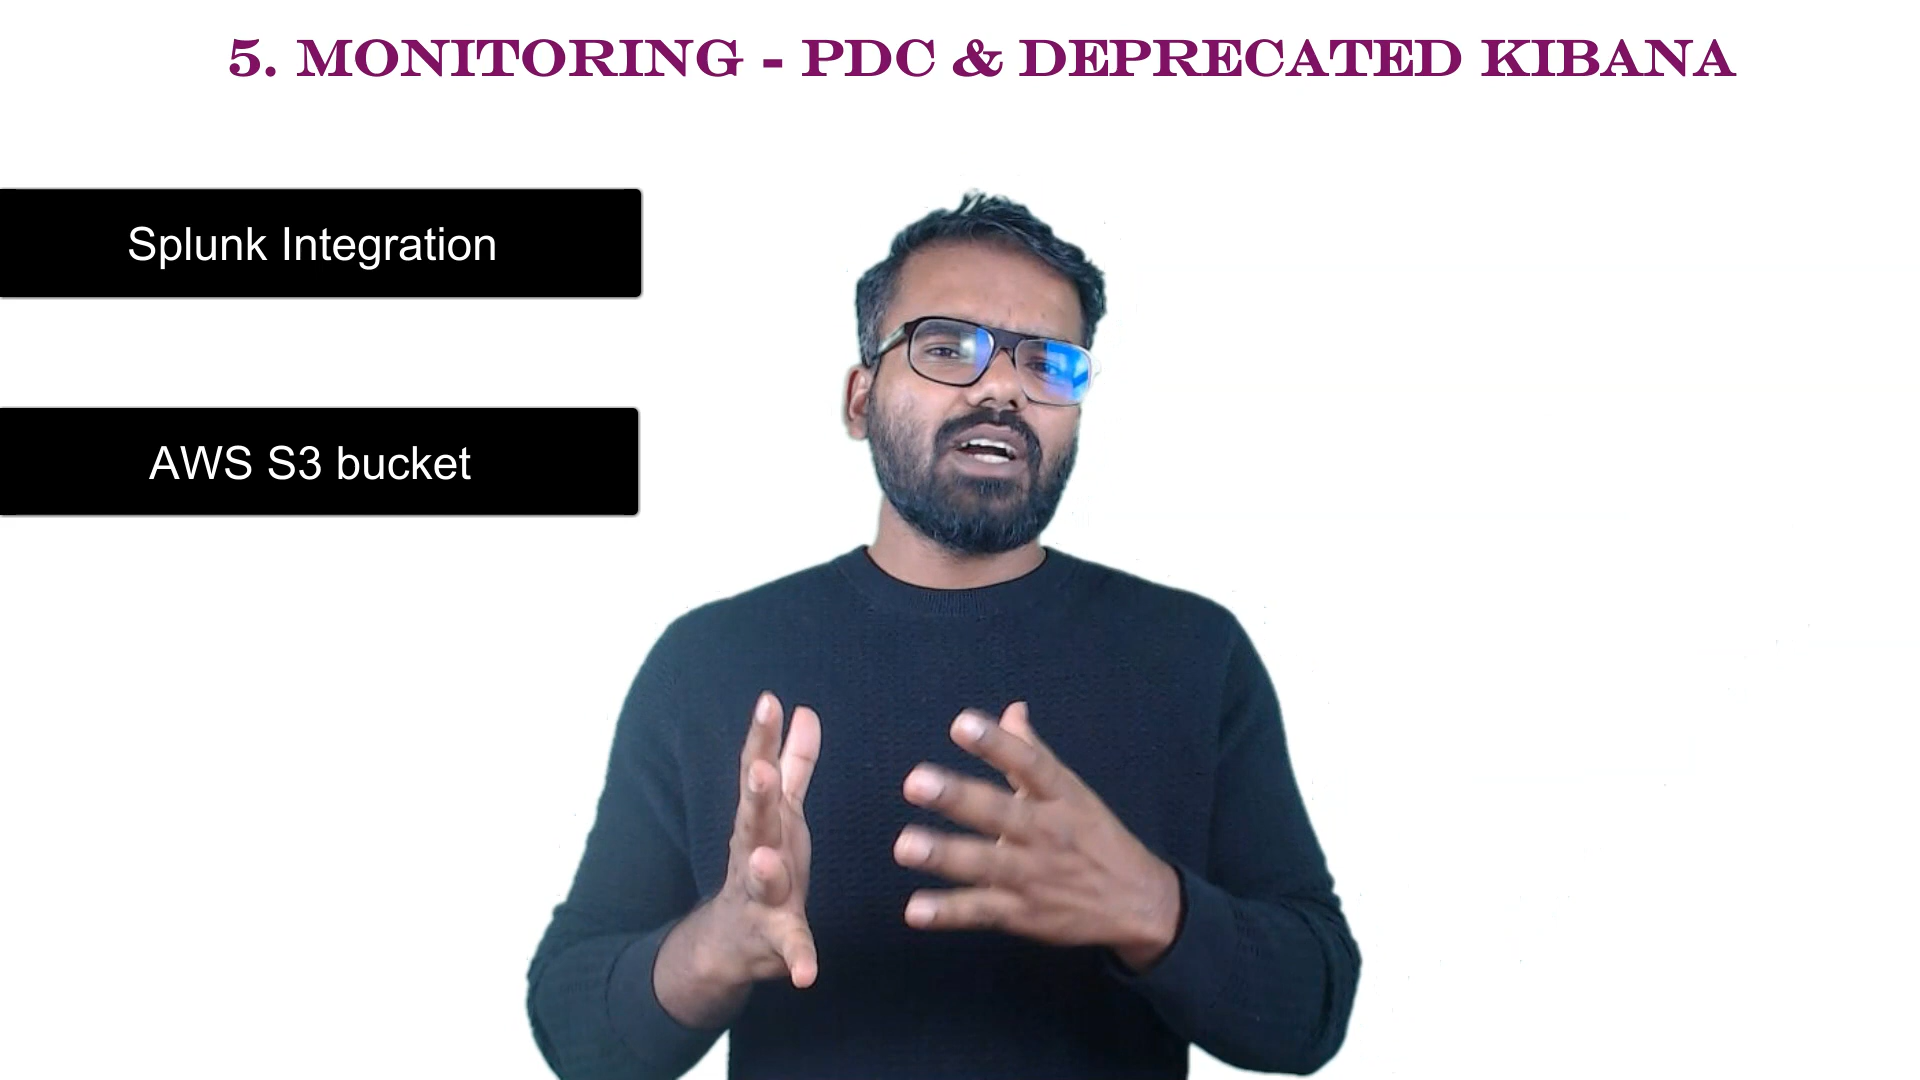 5. MONITORING - PDC & DEPRECATED KIBANA
Splunk Integration
AWS S3 bucket